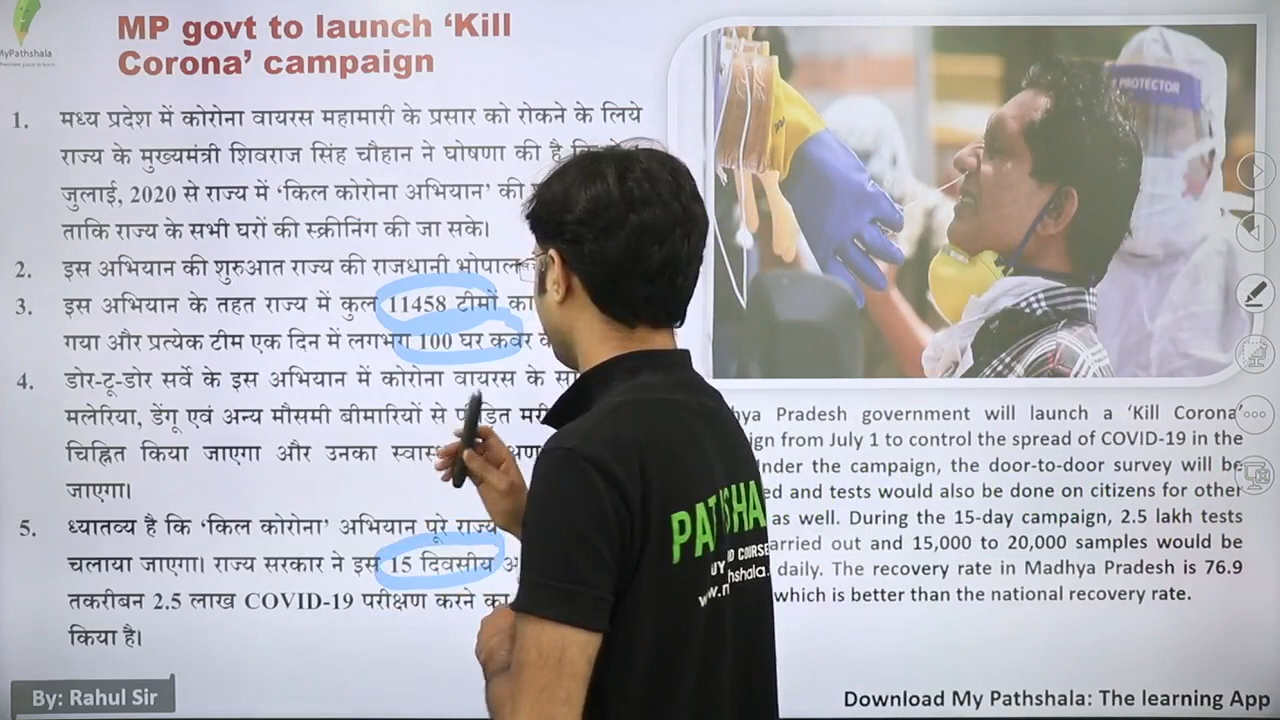 MyPathshala
MP govt to launch ‘Kill
Corona’ campaign
1. मध्य प्रदेश में कोरोना वायरस महामारी के प्रसार को रोकने के लिये
राज्य के मुख्यमंत्री शिवराज सिंह चौहान ने घोषणा की है
जुलाई, 2020 से राज्य में ‘किल कोरोना अभियान’ की
ताकि राज्य के सभी घरों की स्क्रीनिंग की जा सके।
2. इस अभियान की शुरुआत राज्य की राजधानी भोपाल
3. इस अभियान के तहत राज्य में कुल 11458 टीमों का
गया और प्रत्येक टीम एक दिन में लगभग 100 घर कवर
4. डोर-टू-डोर सर्वे के इस अभियान में कोरोना वायरस के
मलेरिया, डेंगू एवं अन्य मौसमी बीमारियों से पीड़ित
चिह्नित किया जाएगा और उनका
जाएगा।
5. ध्यातव्य है कि ‘किल कोरोना’ अभियान पूरे राज्य
चलाया जाएगा। राज्य सरकार ने इस 15 दिवसीय
तकरीबन 2.5 लाख COVID-19 परीक्षण करने का
किया है।
By: Rahul Sir
PROTECTOR
Pradesh government will launch a ‘Kill Corona’
from July 1 to control the spread of COVID-19 in the
the campaign, the door-to-door survey will be
and tests would also be done on citizens for other
as well. During the 15-day campaign, 2.5 lakh tests
out and 15,000 to 20,000 samples would be
daily. The recovery rate in Madhya Pradesh is 76.9
which is better than the national recovery rate.
Download My Pathshala: The learning App